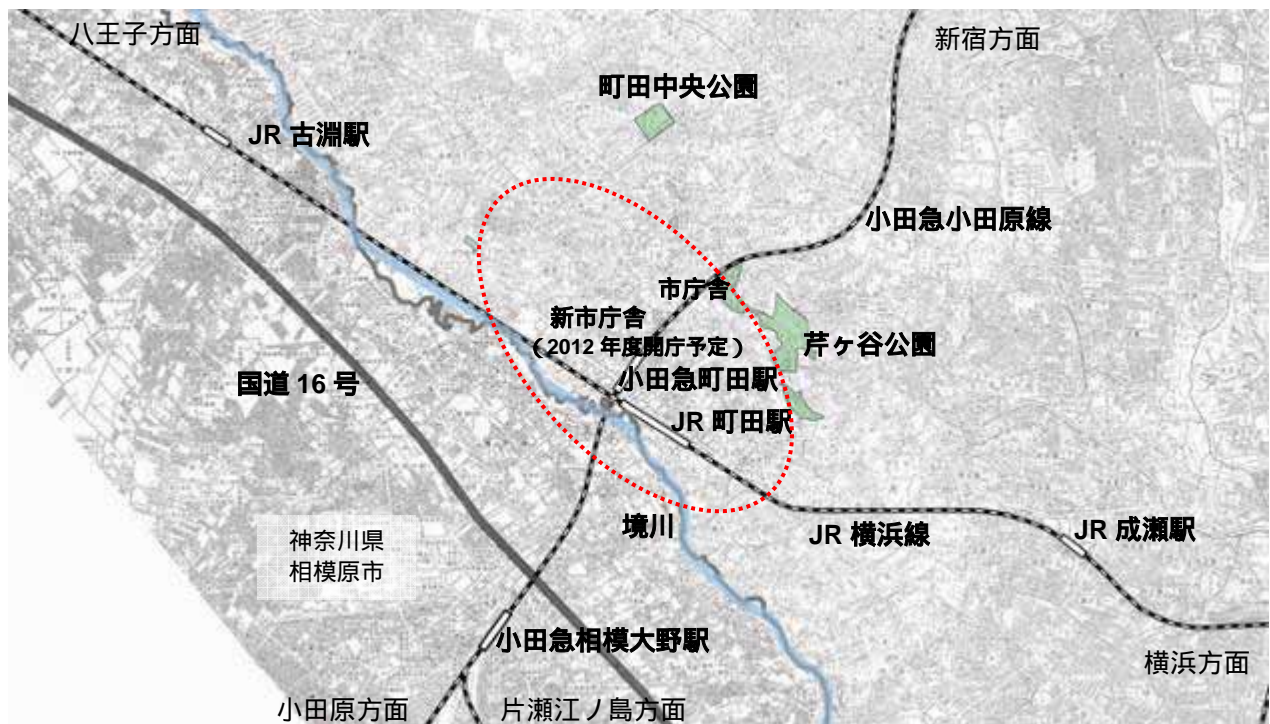 八王子方面
新宿方面
町田中央公園
JR 古淵駅
小田急小田原線
市庁舎
新市庁舎
（2012 年度開庁予定）
芹ヶ谷公園
小田急町田駅
国道 16 号
JR 町田駅
境川
JR 横浜線
JR 成瀬駅
神奈川県
相模原市
小田急相模大野駅
横浜方面
小田原方面
片瀬江ノ島方面